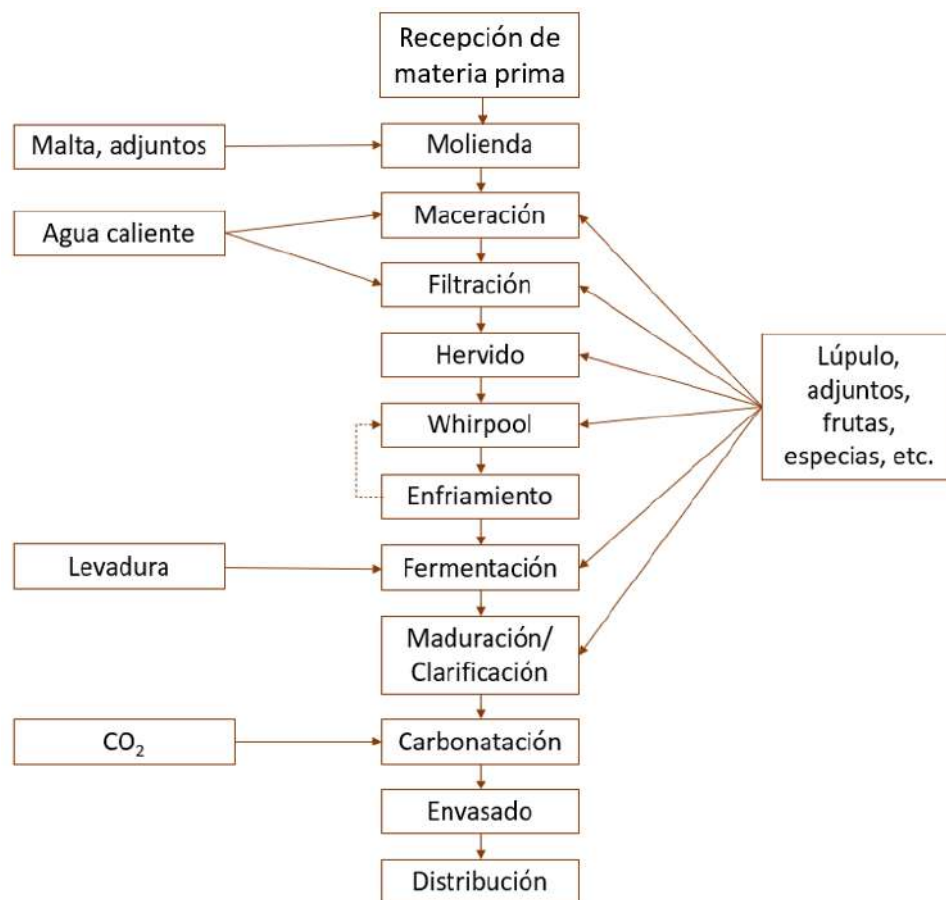 Recepción de
materia prima
Malta, adjuntos
Molienda
Maceración
Agua caliente
Filtración
Hervido
Lúpulo,
adjuntos,
frutas,
especias, etc.
Whirpool
Enfriamiento
Levadura
Fermentación
Maduración/
Clarificación
CO₂
Carbonatación
Envasado
Distribución